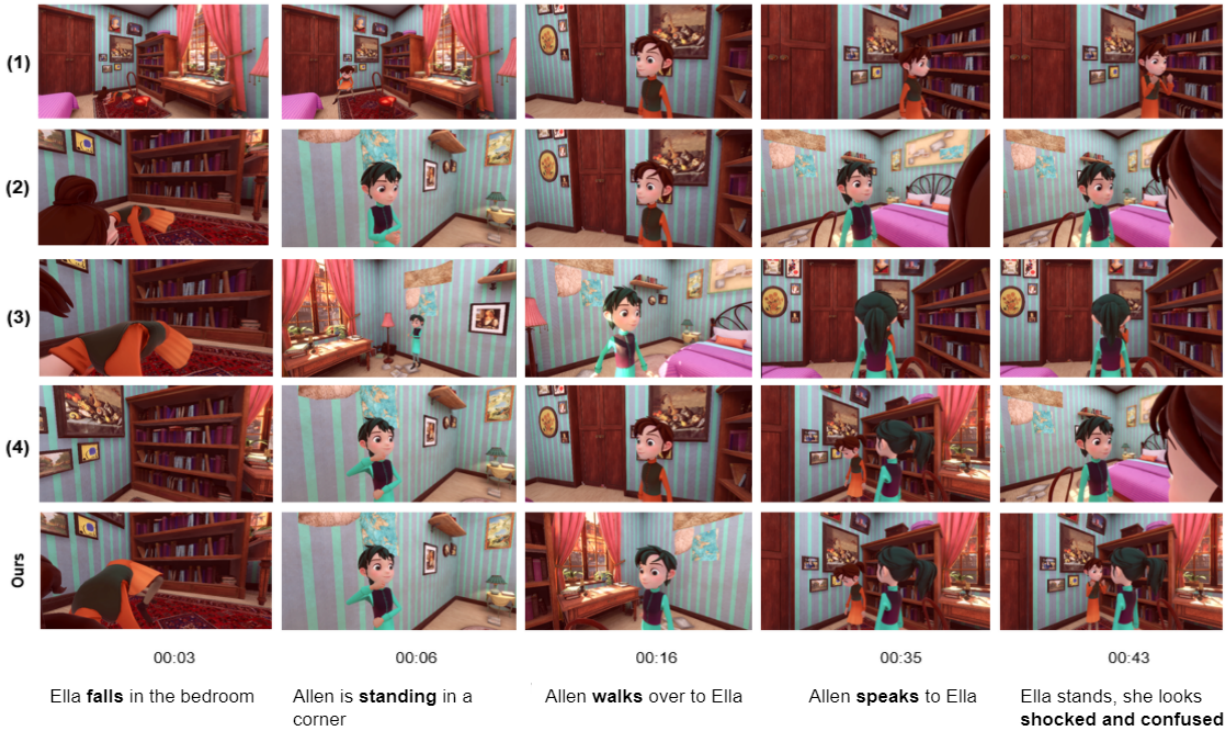 (1)
(2)
(3)
(4)
Ours
00:03
00:06
00:16
00:35
00:43
Ella falls in the bedroom
Allen is standing in a
corner
Allen walks over to Ella
Allen speaks to Ella
Ella stands, she looks
shocked and confused